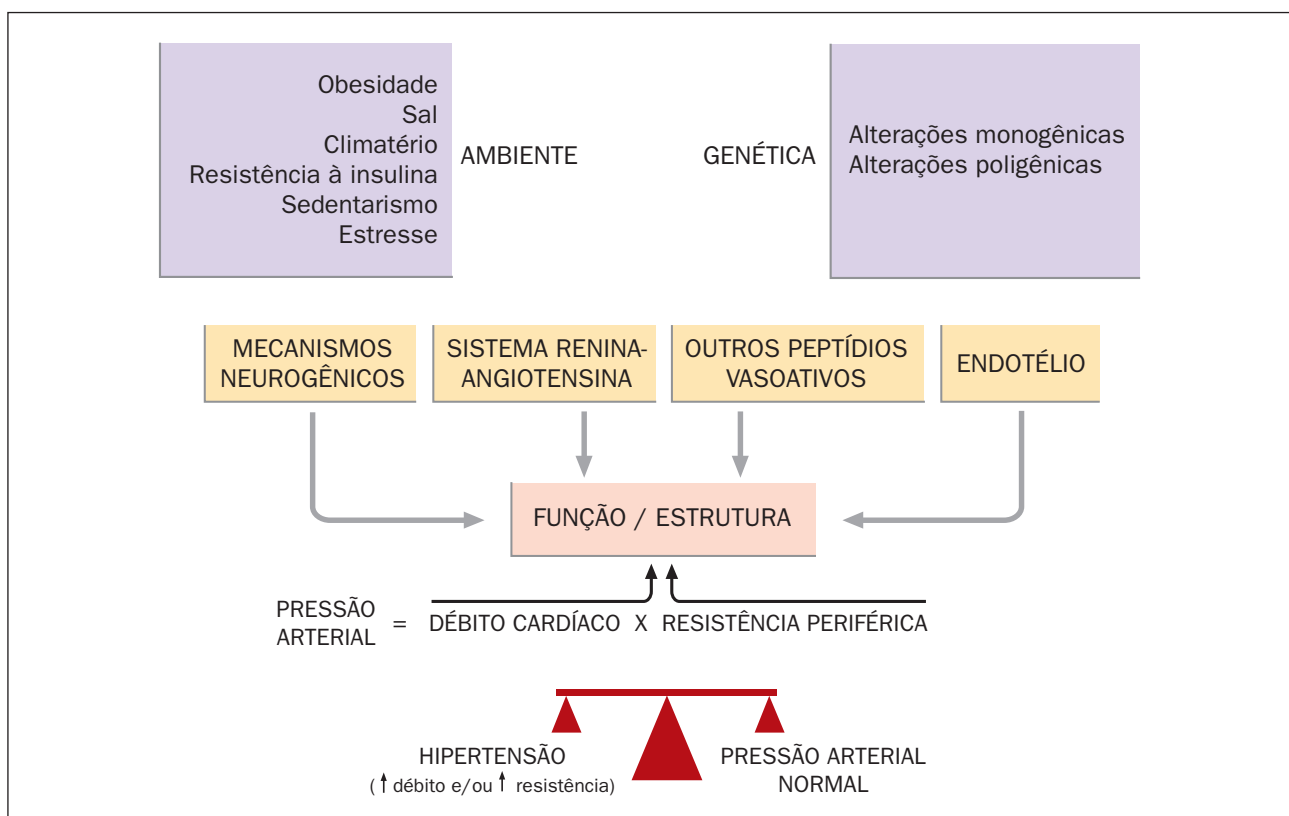 Obesidade
Sal
Climatério
Resistência à insulina
Sedentarismo
Estresse
AMBIENTE
GENÉTICA
Alterações monogênicas
Alterações poligênicas
MECANISMOS
NEUROGÊNICOS
SISTEMA RENINA-
ANGIOTENSINA
OUTROS PEPTÍDIOS
VASOATIVOS
ENDOTÉLIO
FUNÇÃO / ESTRUTURA
PRESSÃO
ARTERIAL
= DÉBITO CARDÍACO X RESISTÊNCIA PERIFÉRICA
HIPERTENSÃO
(↑ débito e/ou ↑ resistência)
PRESSÃO ARTERIAL
NORMAL